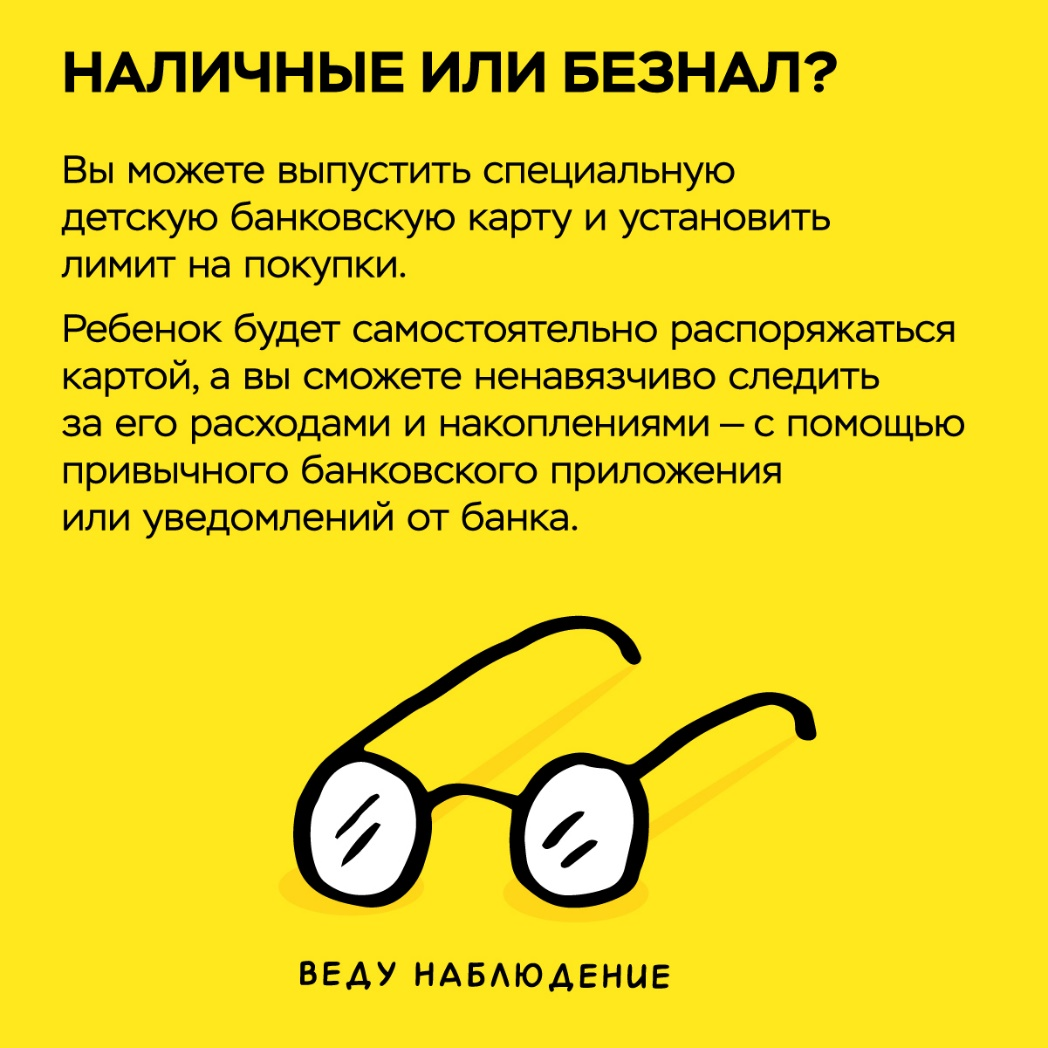 НАЛИЧНЫЕ ИЛИ БЕЗНАЛ?
Вы можете выпустить специальную
детскую банковскую карту и установить
лимит на покупки.
Ребенок будет самостоятельно распоряжаться
картой, а вы сможете ненавязчиво следить
за его расходами и накоплениями — с помощью
привычного банковского приложения
или уведомлений от банка.
ВЕДУ НАБЛЮДЕНИЕ